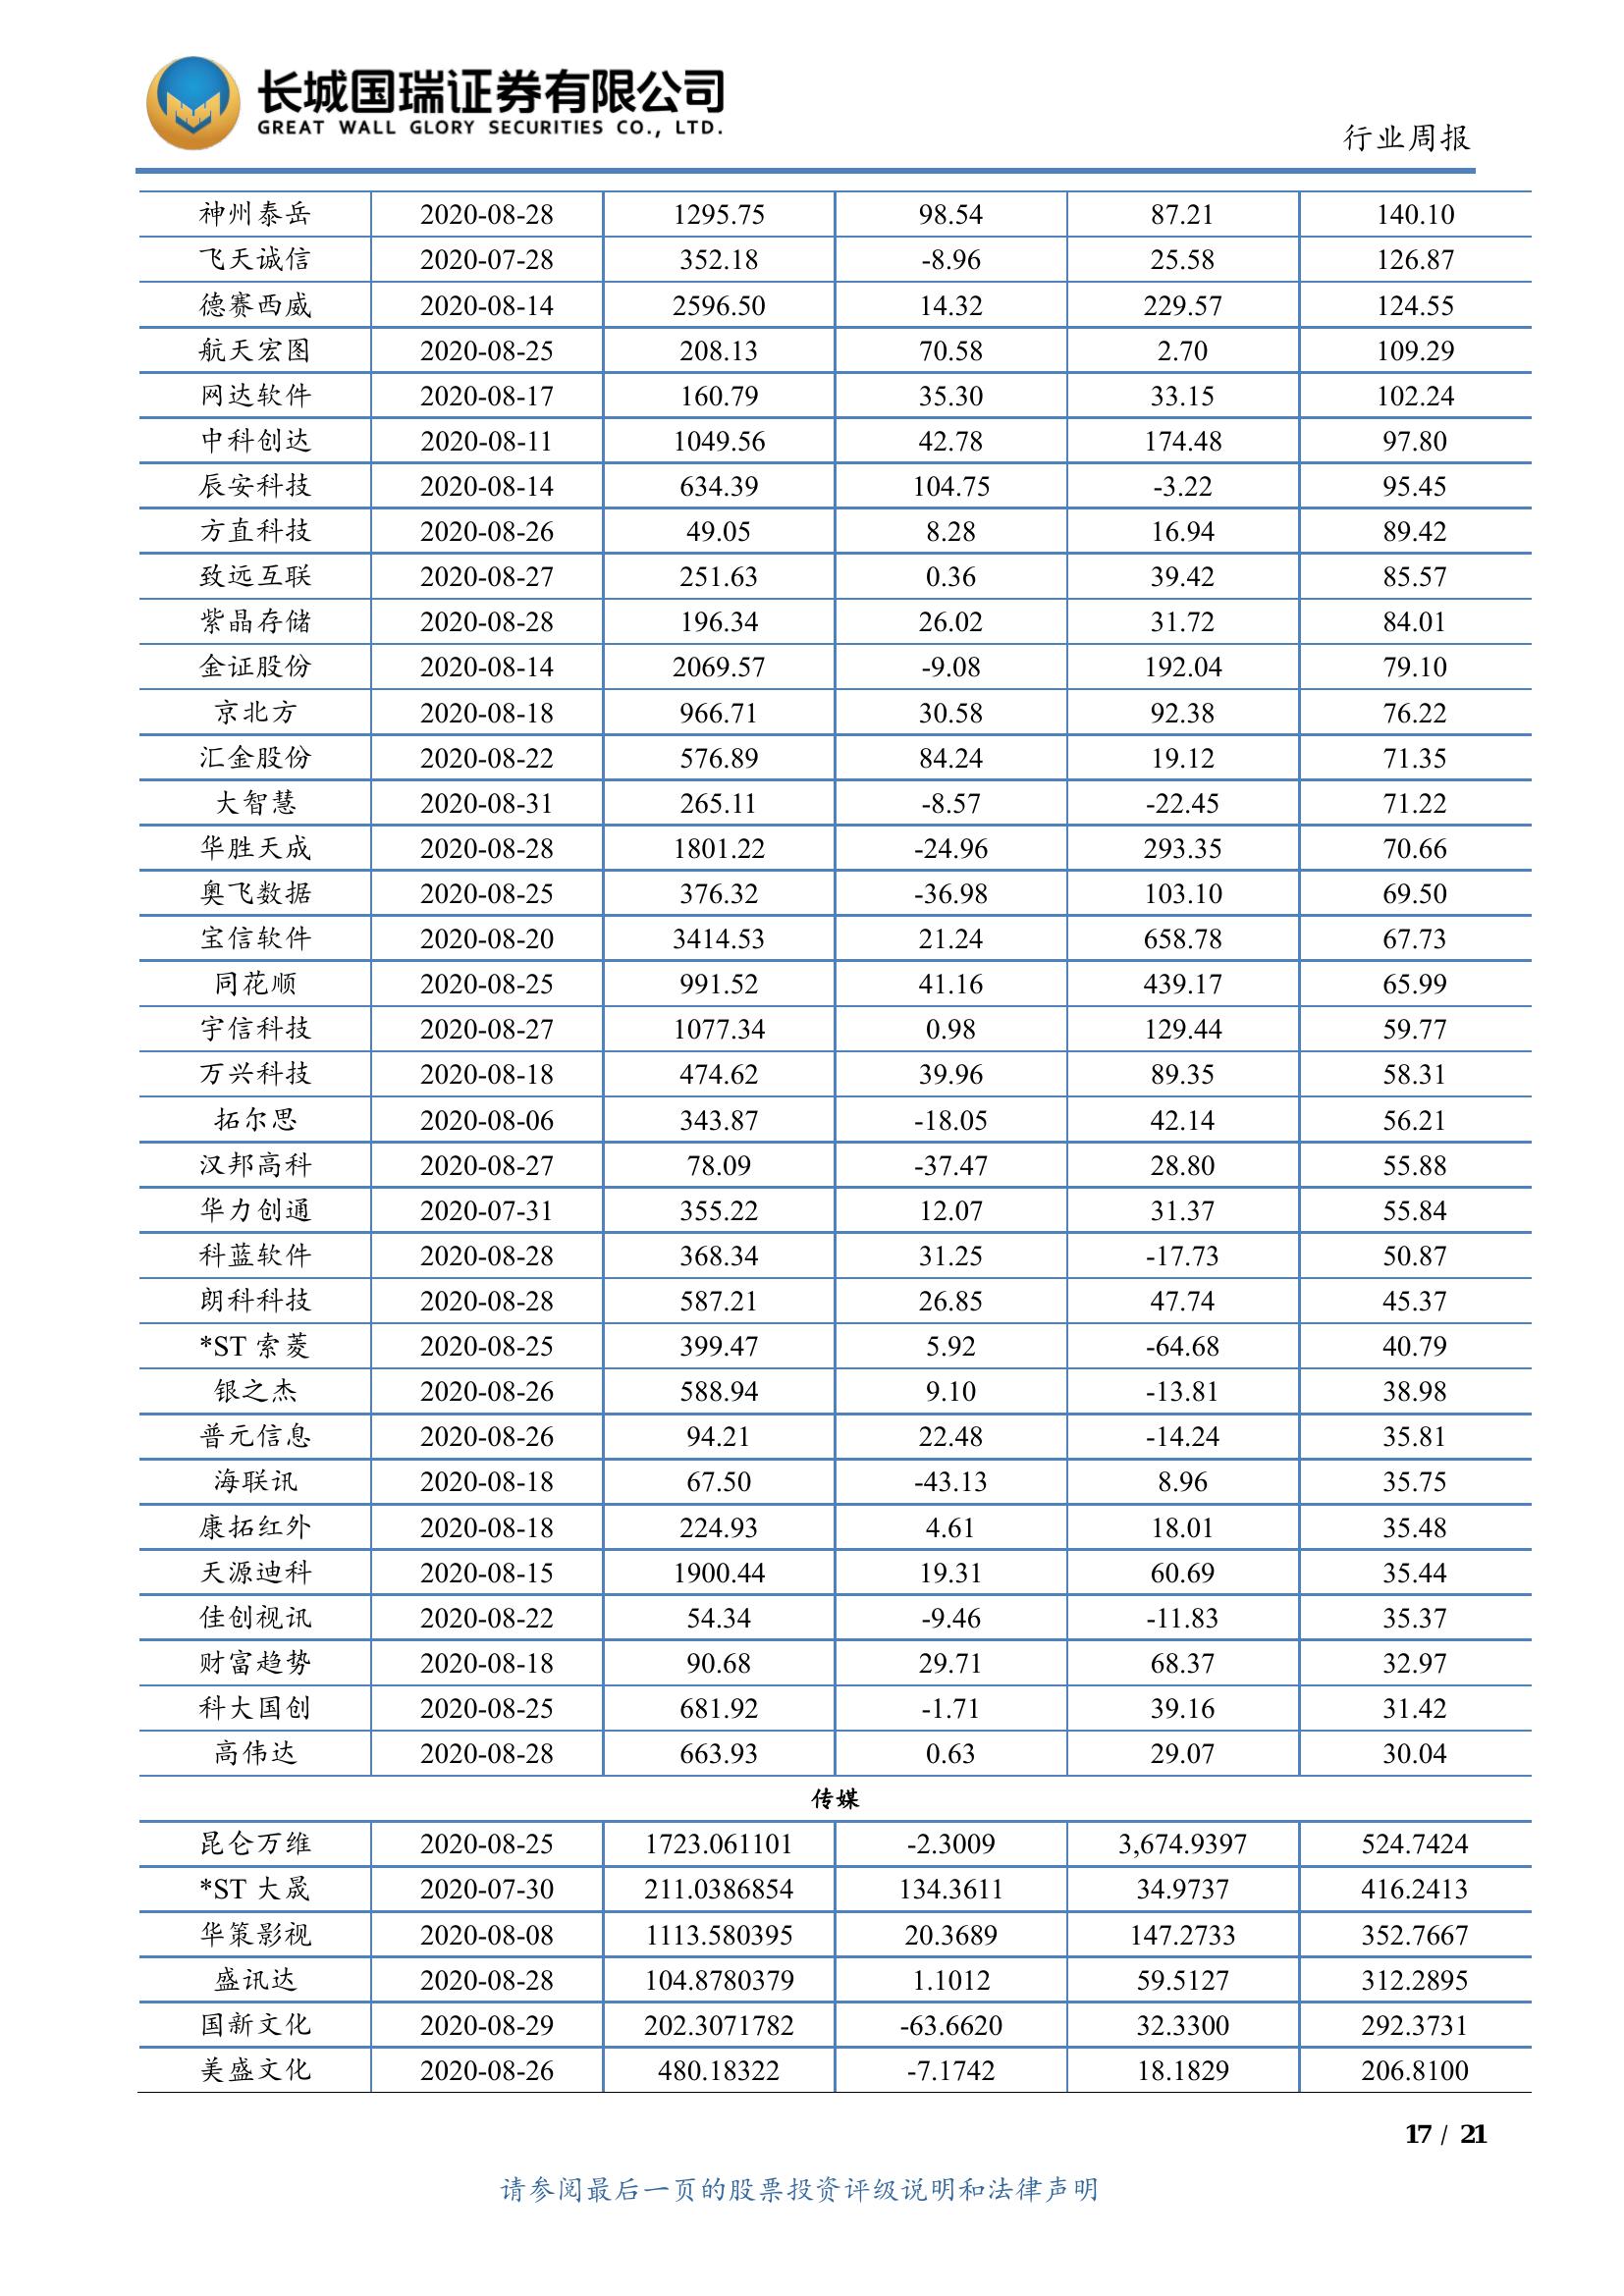 长城国瑞证券有限公司
GREAT WALL GLORY SECURITIES CO., LTD.
行业周报
神州泰岳 2020-08-28 1295.75 98.54 87.21 140.10
飞天诚信 2020-07-28 352.18 -8.96 25.58 126.87
德赛西威 2020-08-14 2596.50 14.32 229.57 124.55
航天宏图 2020-08-25 208.13 70.58 2.70 109.29
网达软件 2020-08-17 160.79 35.30 33.15 102.24
中科创达 2020-08-11 1049.56 42.78 174.48 97.80
辰安科技 2020-08-14 634.39 104.75 -3.22 95.45
方直科技 2020-08-26 49.05 8.28 16.94 89.42
致远互联 2020-08-27 251.63 0.36 39.42 85.57
紫晶存储 2020-08-28 196.34 26.02 31.72 84.01
金证股份 2020-08-14 2069.57 -9.08 192.04 79.10
京北方 2020-08-18 966.71 30.58 92.38 76.22
汇金股份 2020-08-22 576.89 84.24 19.12 71.35
大智慧 2020-08-31 265.11 -8.57 -22.45 71.22
华胜天成 2020-08-28 1801.22 -24.96 293.35 70.66
奥飞数据 2020-08-25 376.32 -36.98 103.10 69.50
宝信软件 2020-08-20 3414.53 21.24 658.78 67.73
同花顺 2020-08-25 991.52 41.16 439.17 65.99
宇信科技 2020-08-27 1077.34 0.98 129.44 59.77
万兴科技 2020-08-18 474.62 39.96 89.35 58.31
拓尔思 2020-08-06 343.87 -18.05 42.14 56.21
汉邦高科 2020-08-27 78.09 -37.47 28.80 55.88
华力创通 2020-07-31 355.22 12.07 31.37 55.84
科蓝软件 2020-08-28 368.34 31.25 -17.73 50.87
朗科科技 2020-08-28 587.21 26.85 47.74 45.37
*ST 索菱 2020-08-25 399.47 5.92 -64.68 40.79
银之杰 2020-08-26 588.94 9.10 -13.81 38.98
普元信息 2020-08-26 94.21 22.48 -14.24 35.81
海联讯 2020-08-18 67.50 -43.13 8.96 35.75
康拓红外 2020-08-18 224.93 4.61 18.01 35.48
天源迪科 2020-08-15 1900.44 19.31 60.69 35.44
佳创视讯 2020-08-22 54.34 -9.46 -11.83 35.37
财富趋势 2020-08-18 90.68 29.71 68.37 32.97
科大国创 2020-08-25 681.92 -1.71 39.16 31.42
高伟达 2020-08-28 663.93 0.63 29.07 30.04
传媒
昆仑万维 2020-08-25 1723.061101 -2.3009 3,674.9397 524.7424
*ST 大晟 2020-07-30 211.0386854 134.3611 34.9737 416.2413
华策影视 2020-08-08 1113.580395 20.3689 147.2733 352.7667
盛讯达 2020-08-28 104.8780379 1.1012 59.5127 312.2895
国新文化 2020-08-29 202.3071782 -63.6620 32.3300 292.3731
美盛文化 2020-08-26 480.18322 -7.1742 18.1829 206.8100
17 / 21
请参阅最后一页的股票投资评级说明和法律声明